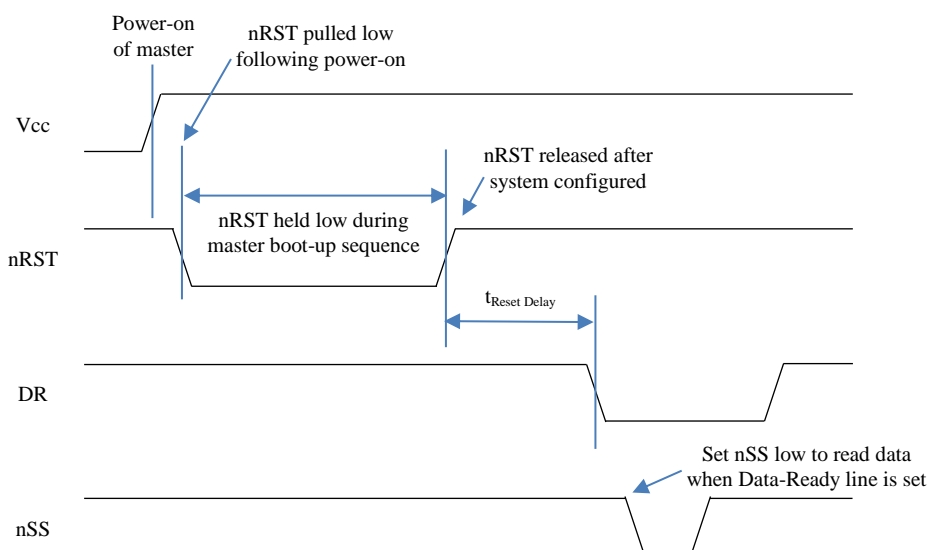 Power-on
of master
nRST pulled low
following power-on
Vcc
nRST released after
system configured
nRST held low during
master boot-up sequence
nRST
tReset Delay
DR
Set nSS low to read data
when Data-Ready line is set
nSS